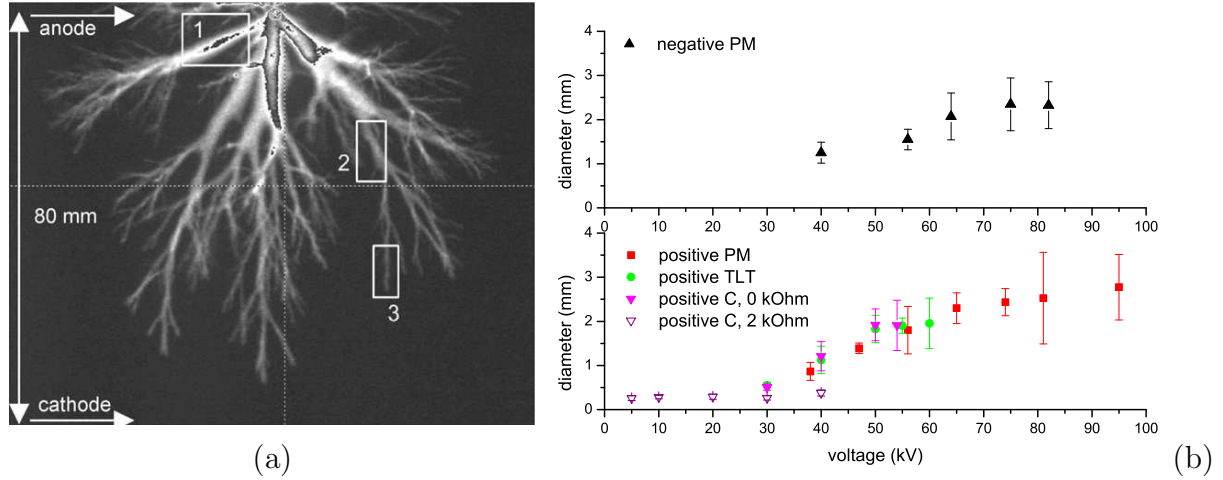 anode
1
2
80 mm
3
cathode
(a)
4
3
2
1
0
diameter (mm)
negative PM
0 10 20 30 40 50 60 70 80 90 100
4
3
2
1
0
diameter (mm)
positive PM
positive TLT
positive C, 0 kOhm
positive C, 2 kOhm
0 10 20 30 40 50 60 70 80 90 100
voltage (kV)
(b)